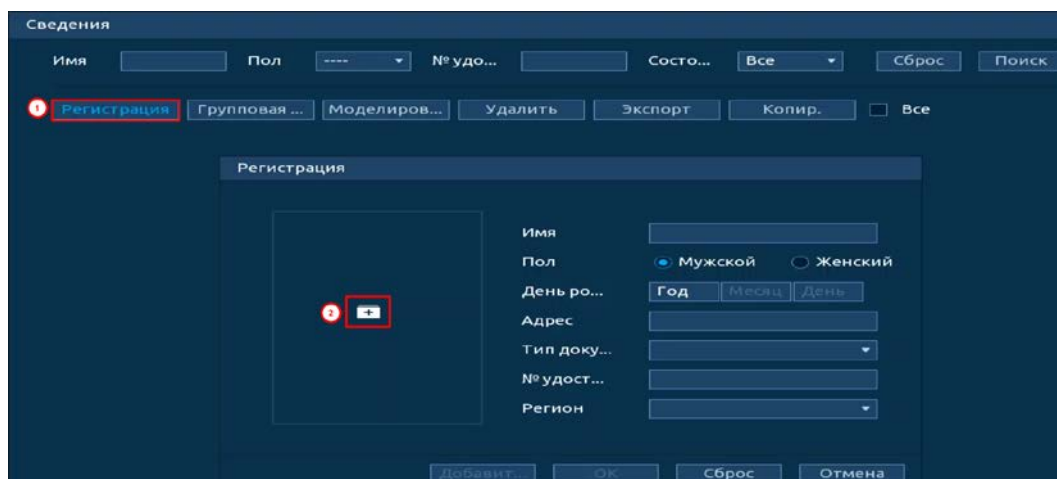 Сведения
Имя Пол ---- № удо... Состо... Все Сброс Поиск
1 Регистрация Групповая ... Моделиров... Удалить Экспорт Копир. Все
Регистрация
Имя
Пол Мужской Женский
День ро... Год Месяц День
2
Адрес
Тип доку...
№ удост...
Регион
Добавит... OK Сброс Отмена